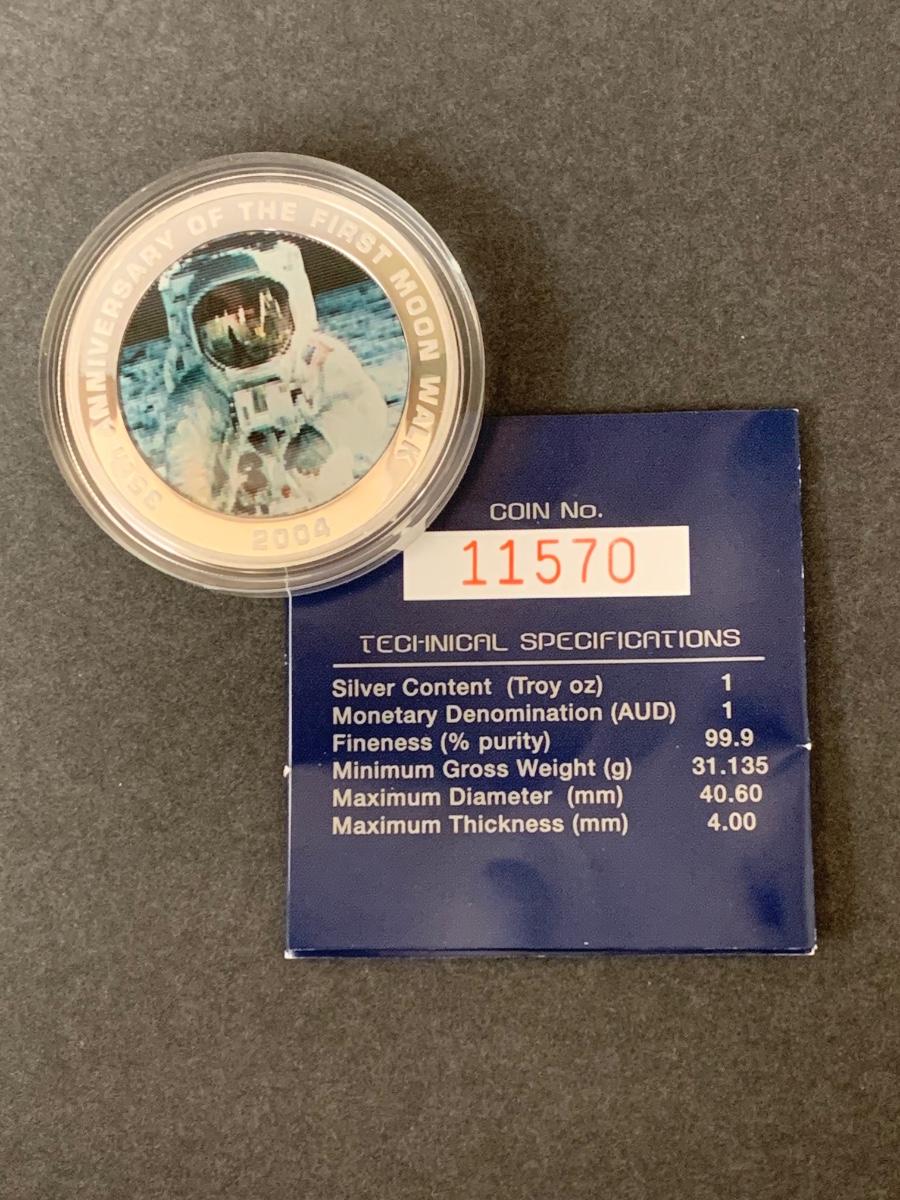 35TH ANNIVERSARY OF THE FIRST MOON WALK
2004
COIN No.
11570
TECHNICAL SPECIFICATIONS
Silver Content (Troy oz) 1
Monetary Denomination (AUD) 1
Fineness (% purity) 99.9
Minimum Gross Weight (g) 31.135
Maximum Diameter (mm) 40.60
Maximum Thickness (mm) 4.00